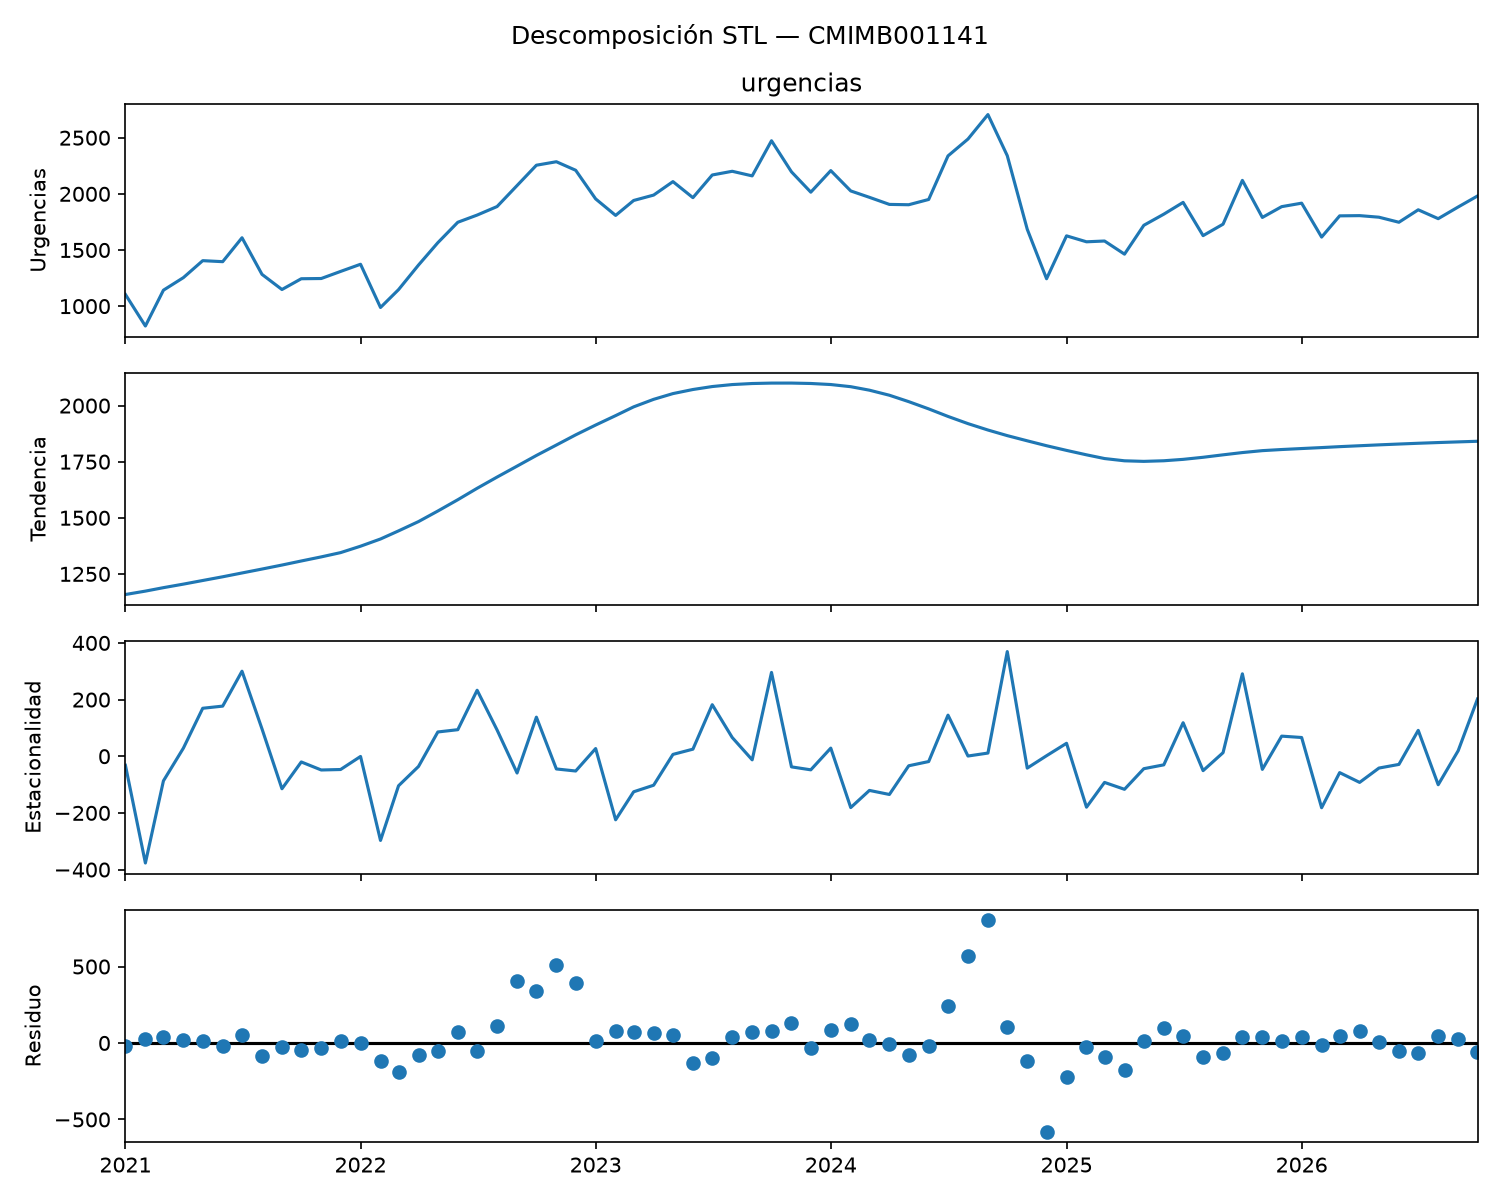 Descomposición STL — CMIMB001141
urgencias
Urgencias
2500
2000
1500
1000
Tendencia
2000
1750
1500
1250
Estacionalidad
400
200
0
−200
−400
Residuo
500
0
−500
2021 2022 2023 2024 2025 2026